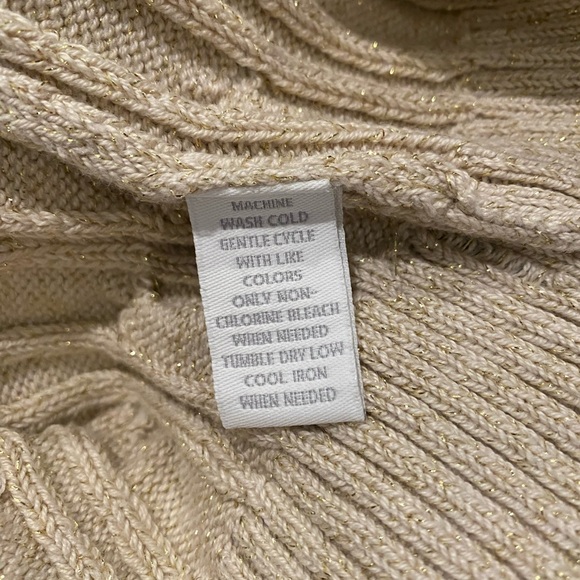 MACHINE
WASH COLD
GENTLE CYCLE
WITH LIKE
COLORS
ONLY NON-
CHLORINE BLEACH
WHEN NEEDED
TUMBLE DRY LOW
COOL IRON
WHEN NEEDED